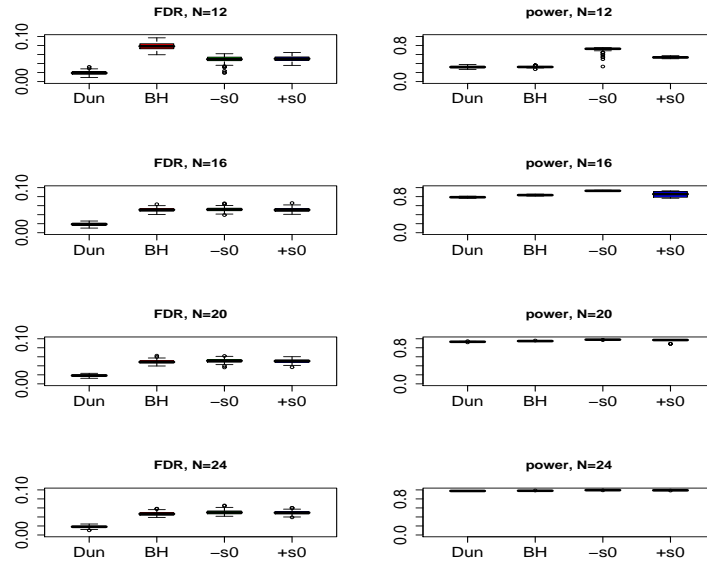 FDR, N=12
0.00 0.10
Dun BH −s0 +s0
power, N=12
0.0 0.8
Dun BH −s0 +s0
FDR, N=16
0.00 0.10
Dun BH −s0 +s0
power, N=16
0.0 0.8
Dun BH −s0 +s0
FDR, N=20
0.00 0.10
Dun BH −s0 +s0
power, N=20
0.0 0.8
Dun BH −s0 +s0
FDR, N=24
0.00 0.10
Dun BH −s0 +s0
power, N=24
0.0 0.8
Dun BH −s0 +s0